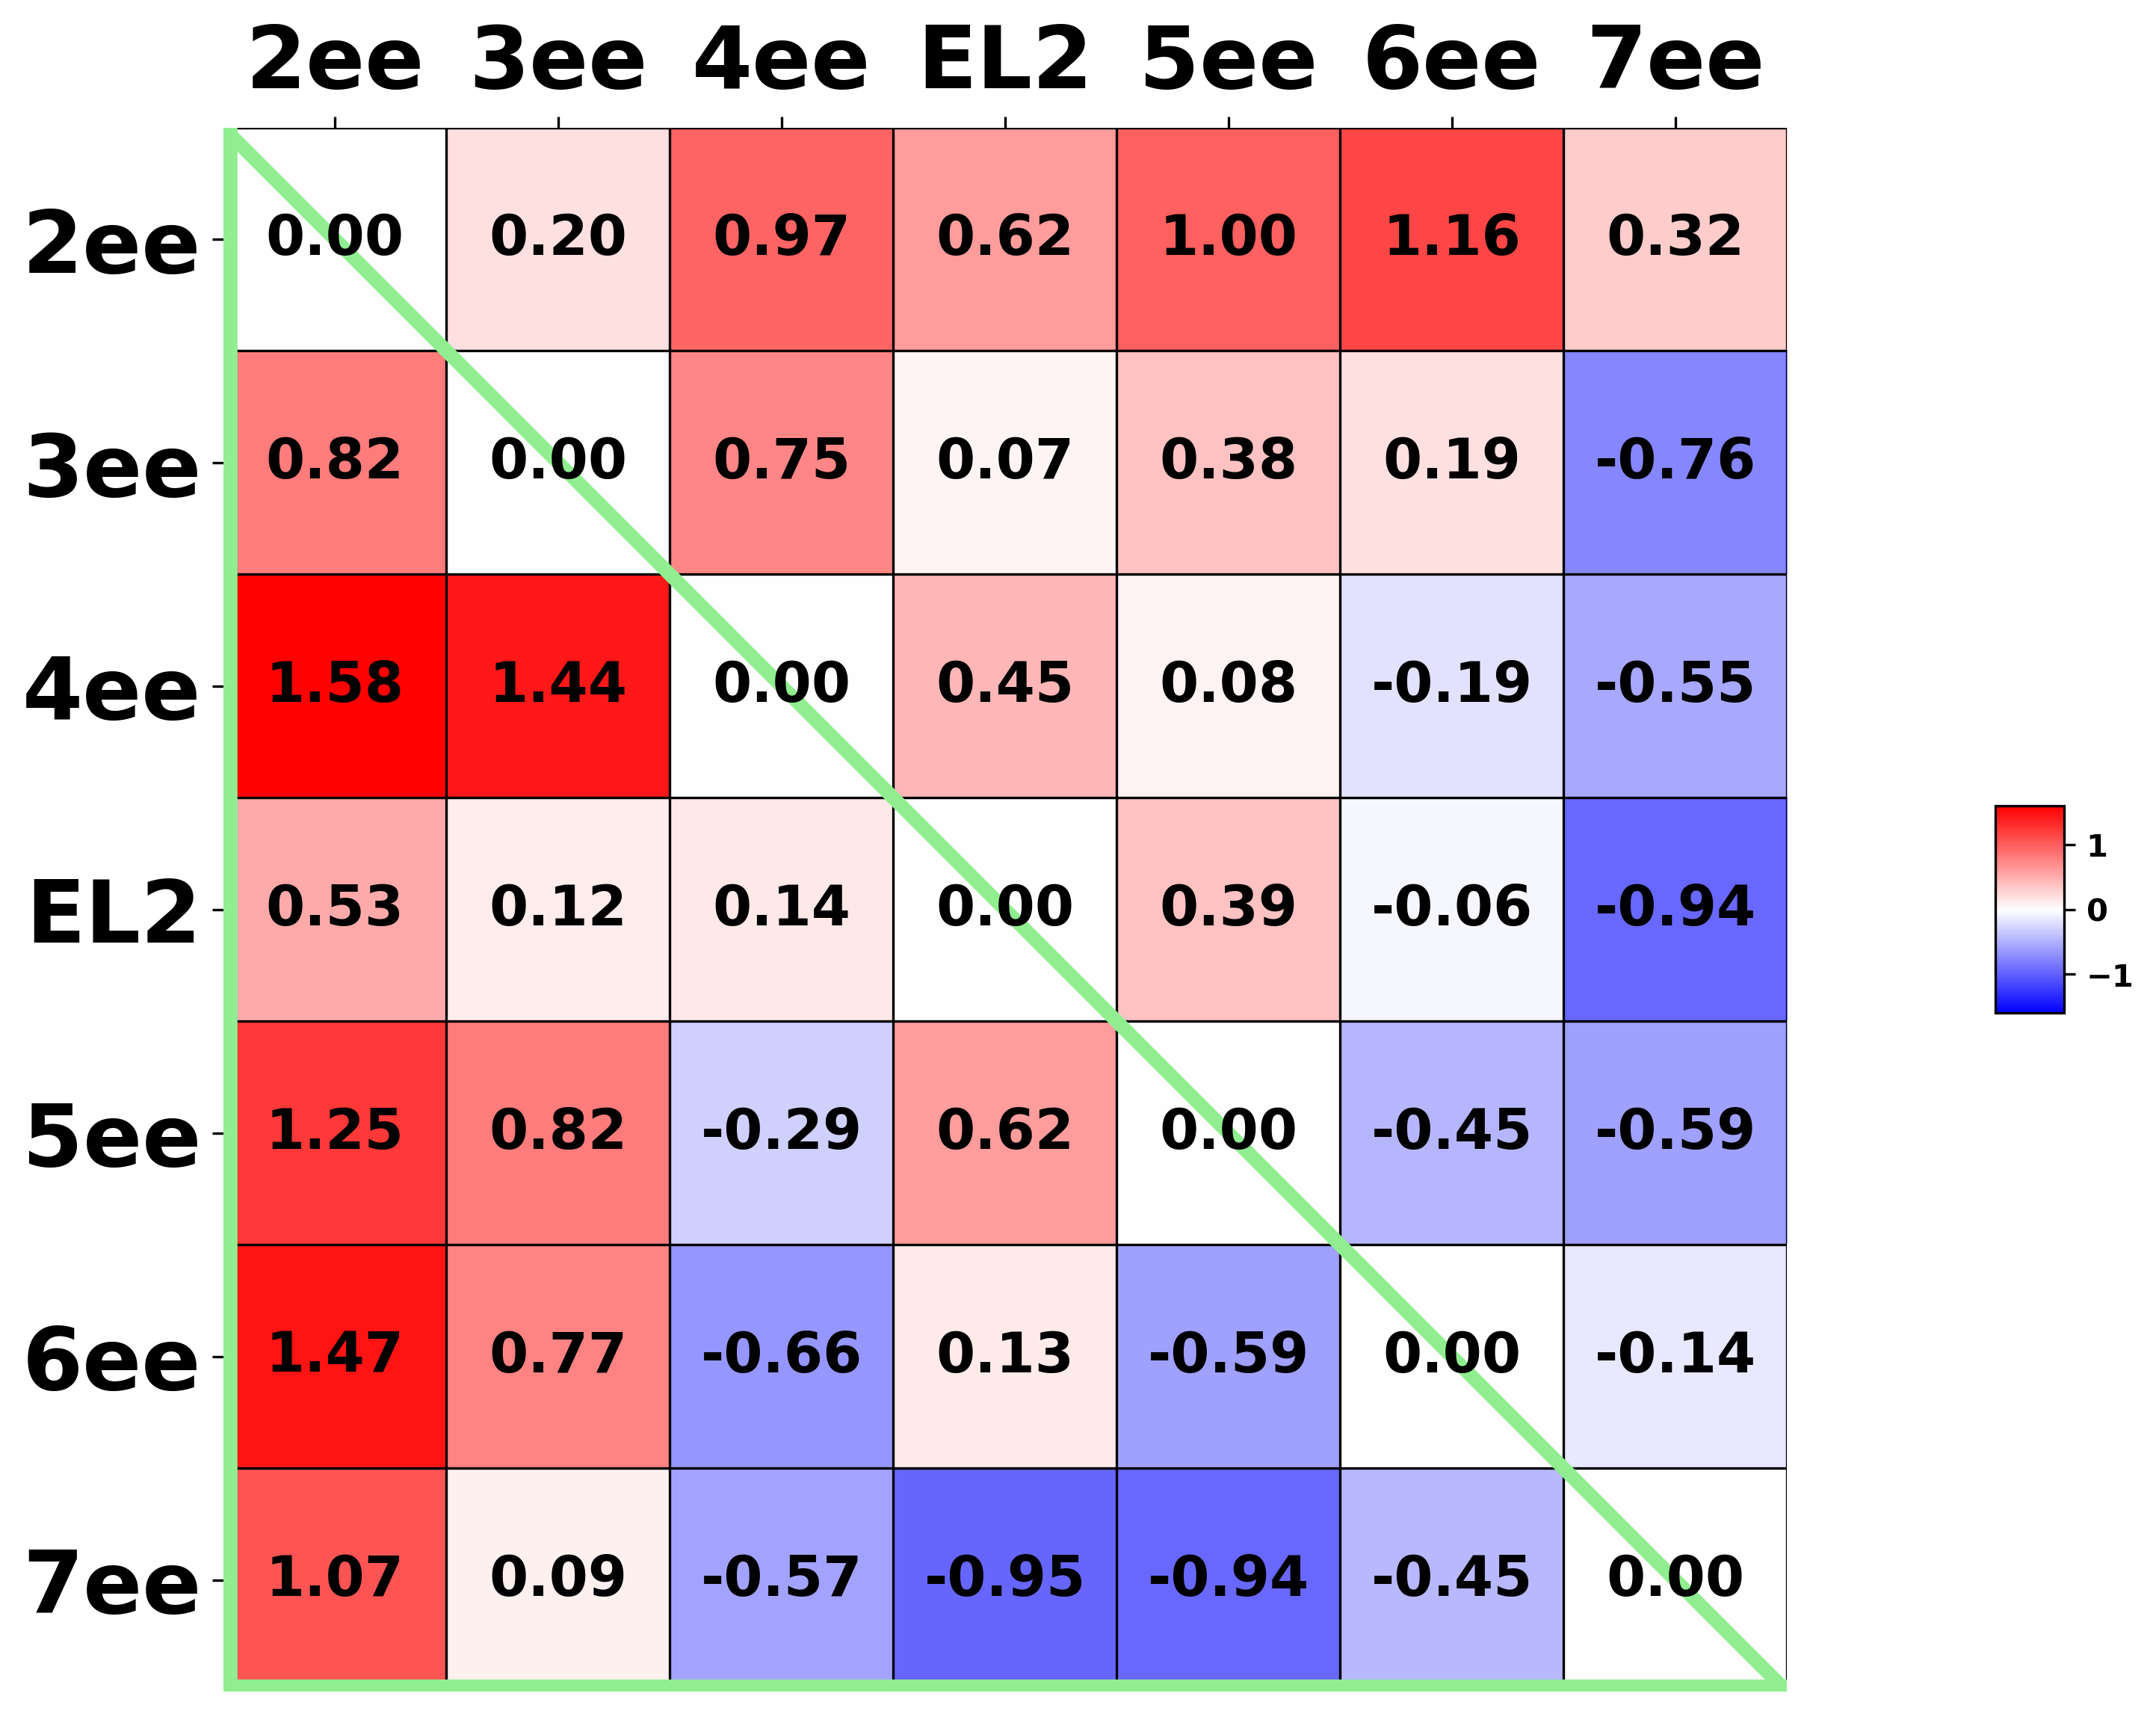 2ee 3ee 4ee EL2 5ee 6ee 7ee
2ee 0.00 0.20 0.97 0.62 1.00 1.16 0.32
3ee 0.82 0.00 0.75 0.07 0.38 0.19 -0.76
4ee 1.58 1.44 0.00 0.45 0.08 -0.19 -0.55
EL2 0.53 0.12 0.14 0.00 0.39 -0.06 -0.94
5ee 1.25 0.82 -0.29 0.62 0.00 -0.45 -0.59
6ee 1.47 0.77 -0.66 0.13 -0.59 0.00 -0.14
7ee 1.07 0.09 -0.57 -0.95 -0.94 -0.45 0.00
1
0
−1